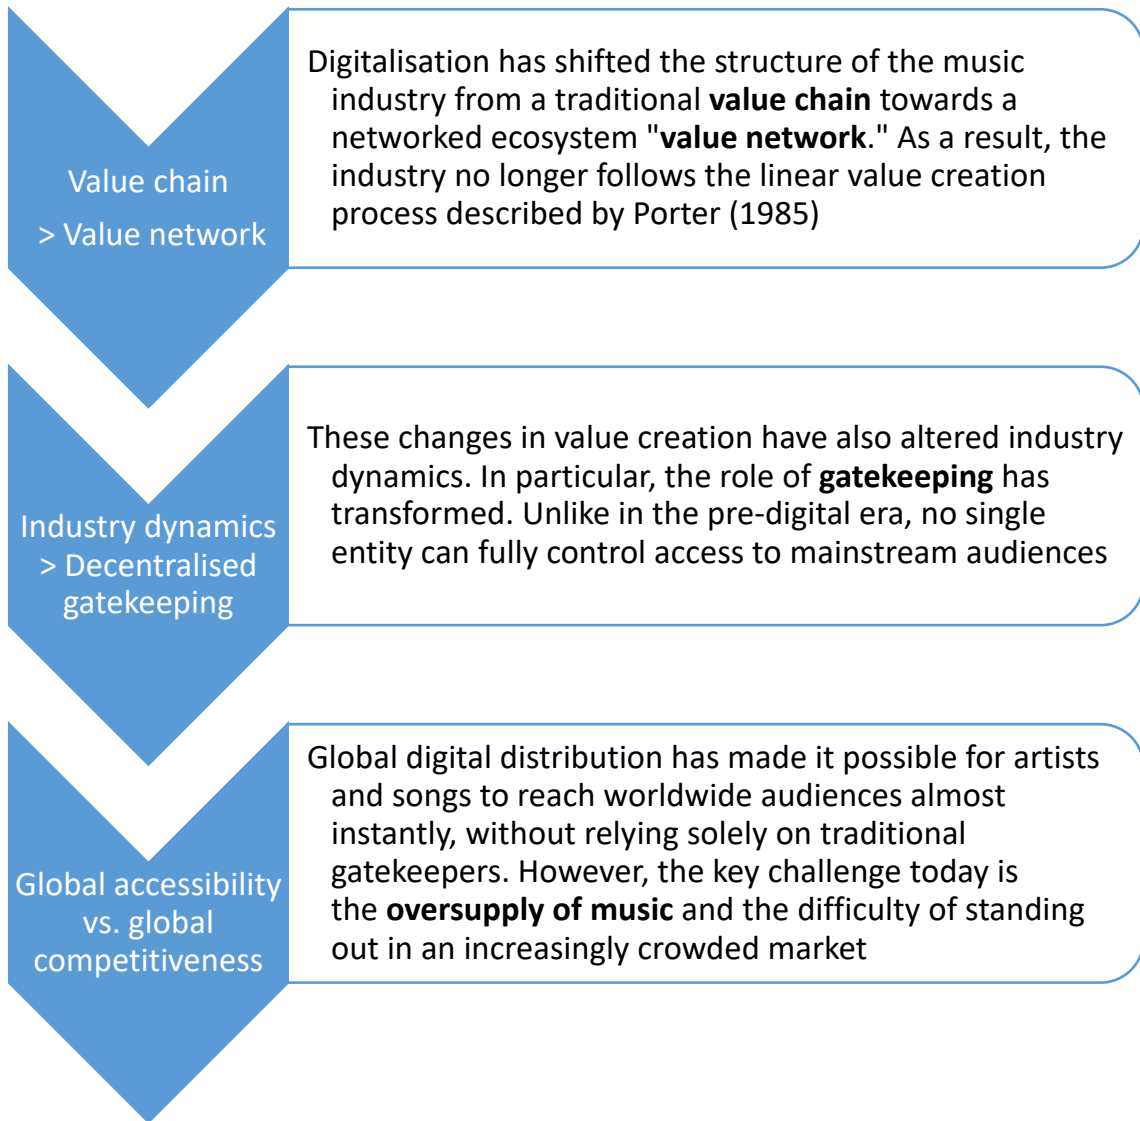 Value chain
> Value network
Digitalisation has shifted the structure of the music
industry from a traditional value chain towards a
networked ecosystem "value network." As a result, the
industry no longer follows the linear value creation
process described by Porter (1985)
Industry dynamics
> Decentralised
gatekeeping
These changes in value creation have also altered industry
dynamics. In particular, the role of gatekeeping has
transformed. Unlike in the pre-digital era, no single
entity can fully control access to mainstream audiences
Global accessibility
vs. global
competitiveness
Global digital distribution has made it possible for artists
and songs to reach worldwide audiences almost
instantly, without relying solely on traditional
gatekeepers. However, the key challenge today is
the oversupply of music and the difficulty of standing
out in an increasingly crowded market